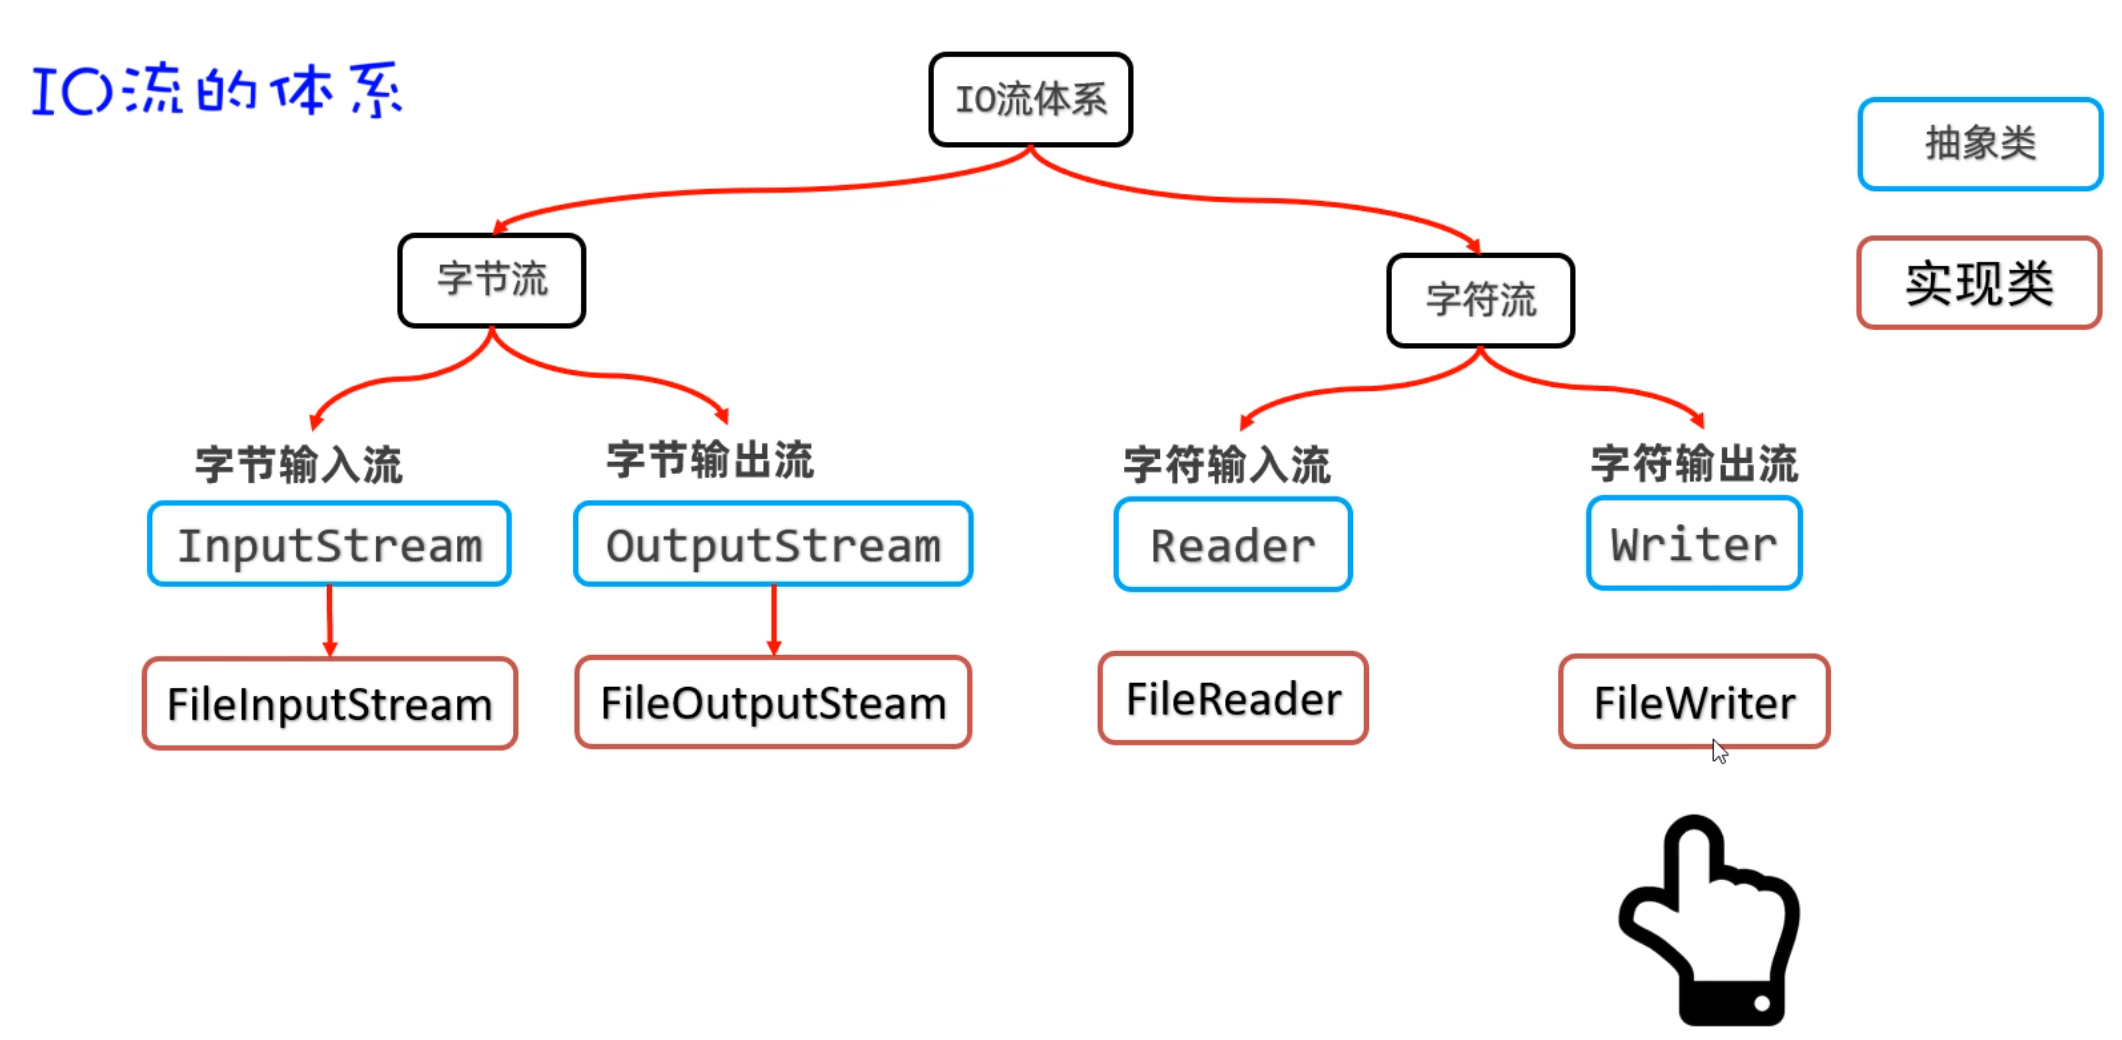 IO流的体系
IO流体系
抽象类
字节流
字符流
实现类
字节输入流
字节输出流
字符输入流
字符输出流
InputStream
OutputStream
Reader
Writer
FileInputStream
FileOutputSteam
FileReader
FileWriter